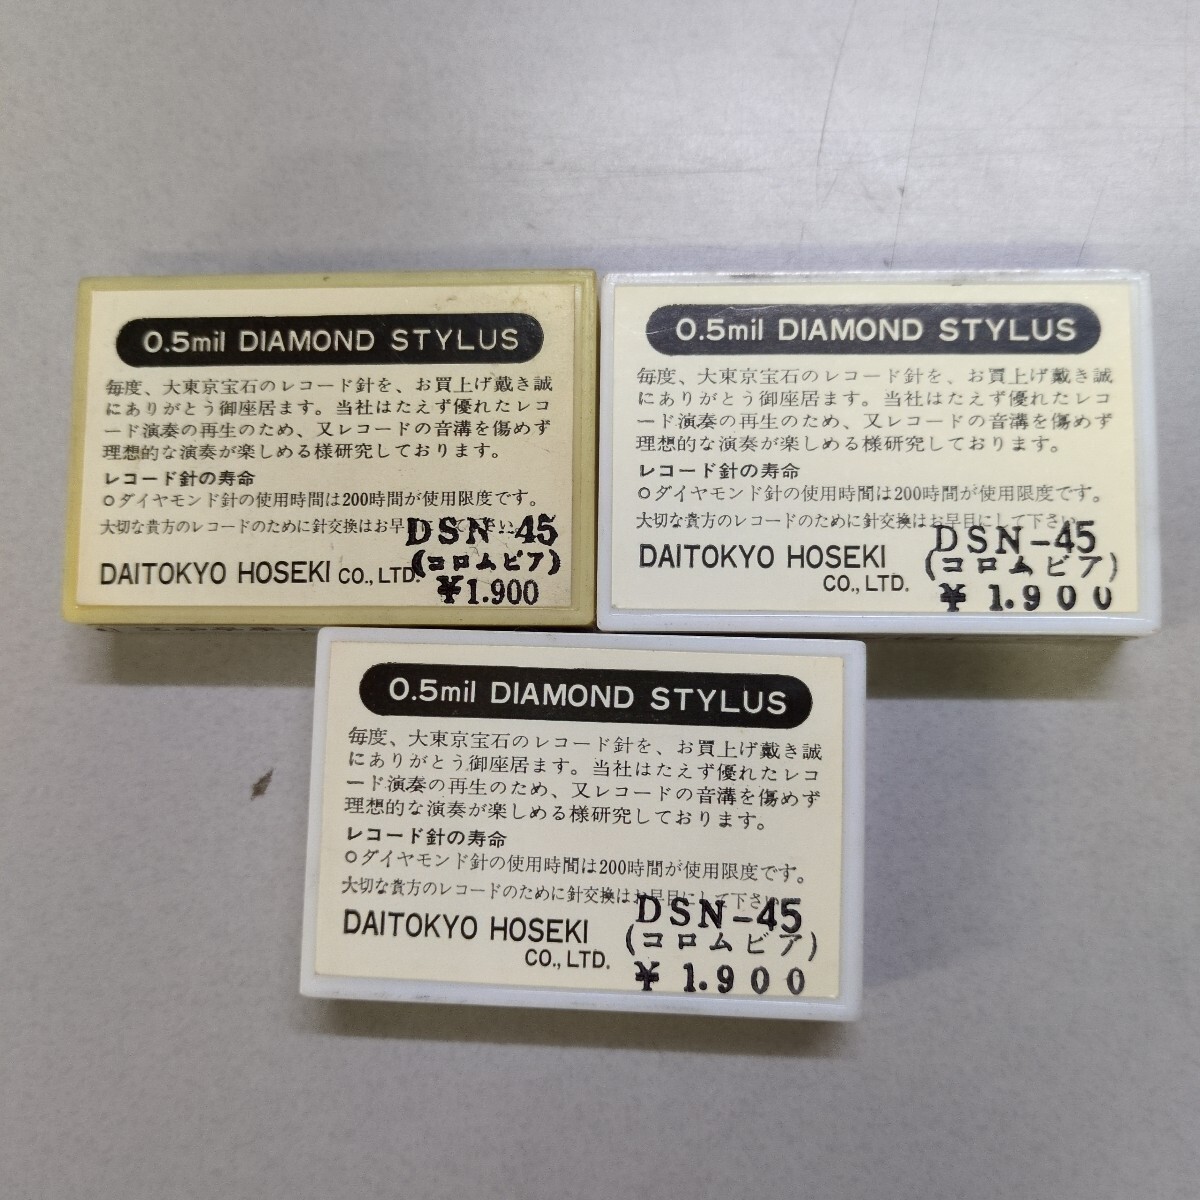 0.5mil DIAMOND STYLUS
毎度、大東京宝石のレコード針を、お買上げ戴き誠
にありがとう御座居ます。当社はたえず優れたレコ
ード演奏の再生のため、又レコードの音溝を傷めず
理想的な演奏が楽しめる様研究しております。
レコード針の寿命
○ダイヤモンド針の使用時間は200時間が使用限度です。
大切な貴方のレコードのために針交換はお早
DSN-45
DAITOKYO HOSEKI CO., LTD.
(コロムビア)
¥1.900
0.5mil DIAMOND STYLUS
毎度、大東京宝石のレコード針を、お買上げ戴き誠
にありがとう御座居ます。当社はたえず優れたレコ
ード演奏の再生のため、又レコードの音溝を傷めず
理想的な演奏が楽しめる様研究しております。
レコード針の寿命
○ダイヤモンド針の使用時間は200時間が使用限度です。
大切な貴方のレコードのために針交換はお早目にして下さい。
DSN-45
DAITOKYO HOSEKI
CO., LTD.
(コロムビア)
¥ 1.900
0.5mil DIAMOND STYLUS
毎度、大東京宝石のレコード針を、お買上げ戴き誠
にありがとう御座居ます。当社はたえず優れたレコ
ード演奏の再生のため、又レコードの音溝を傷めず
理想的な演奏が楽しめる様研究しております。
レコード針の寿命
○ダイヤモンド針の使用時間は200時間が使用限度です。
大切な貴方のレコードのために針交換はお早目にして下さい
DSN-45
DAITOKYO HOSEKI
CO., LTD.
(コロムビア)
¥ 1.900